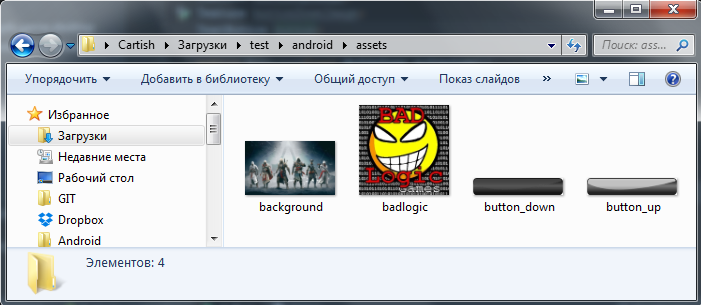 Cartish Загрузки test android assets
Поиск: ass...
Упорядочить Добавить в библиотеку Общий доступ Показ слайдов »
Избранное
Загрузки
Недавние места
Рабочий стол
GIT
Dropbox
Android
BAD
Logic
games
background
badlogic
button_down
button_up
Элементов: 4